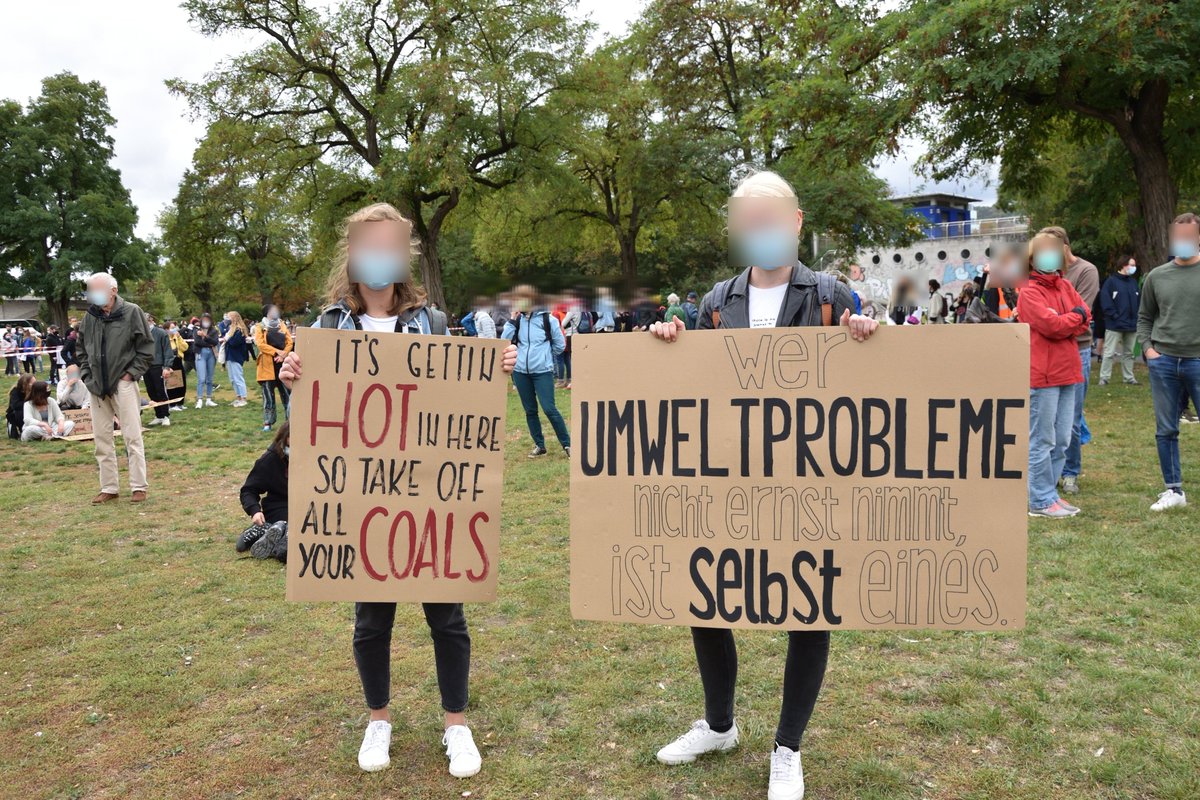 IT'S GETTIN
HOT IN HERE
SO TAKE OFF
ALL
YOUR COALS
wer
UMWELTPROBLEME
nicht ernst nimmt,
ist selbst eines.